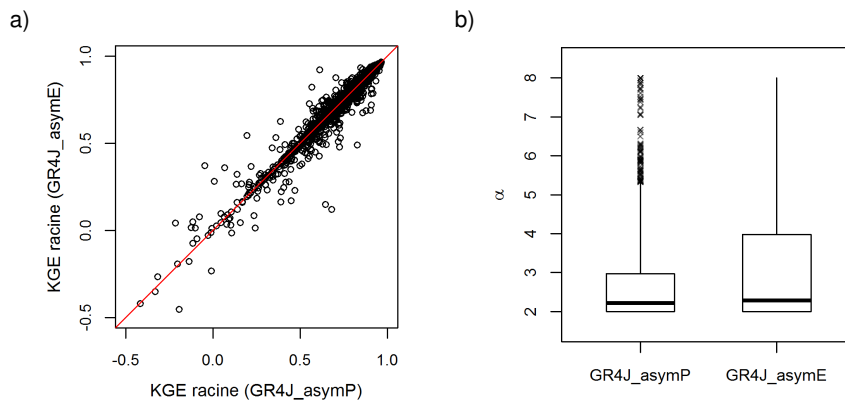 a)
KGE racine (GR4J_asymE)
1.0
0.5
0.0
-0.5
-0.5 0.0 0.5 1.0
KGE racine (GR4J_asymP)
b)
α
8
7
6
5
4
3
2
GR4J_asymP GR4J_asymE